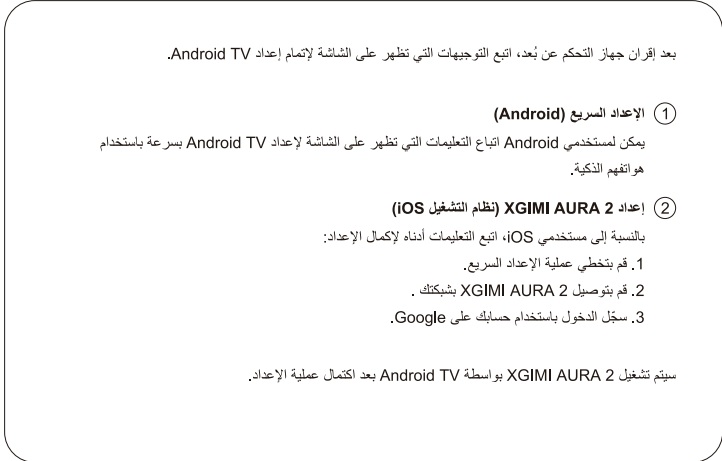 بعد إقران جهاز التحكم عن بُعد، اتبع التوجيهات التي تظهر على الشاشة لإتمام إعداد Android TV.
① الإعداد السريع (Android)
يمكن لمستخدمي Android اتباع التعليمات التي تظهر على الشاشة لإعداد Android TV بسرعة باستخدام
هواتفهم الذكية.
② إعداد XGIMI AURA 2 (نظام التشغيل iOS)
بالنسبة إلى مستخدمي iOS، اتبع التعليمات أدناه لإكمال الإعداد:
1. قم بتخطي عملية الإعداد السريع.
2. قم بتوصيل XGIMI AURA 2 بشبكتك .
3. سجّل الدخول باستخدام حسابك على Google.
سيتم تشغيل XGIMI AURA 2 بواسطة Android TV بعد اكتمال عملية الإعداد.